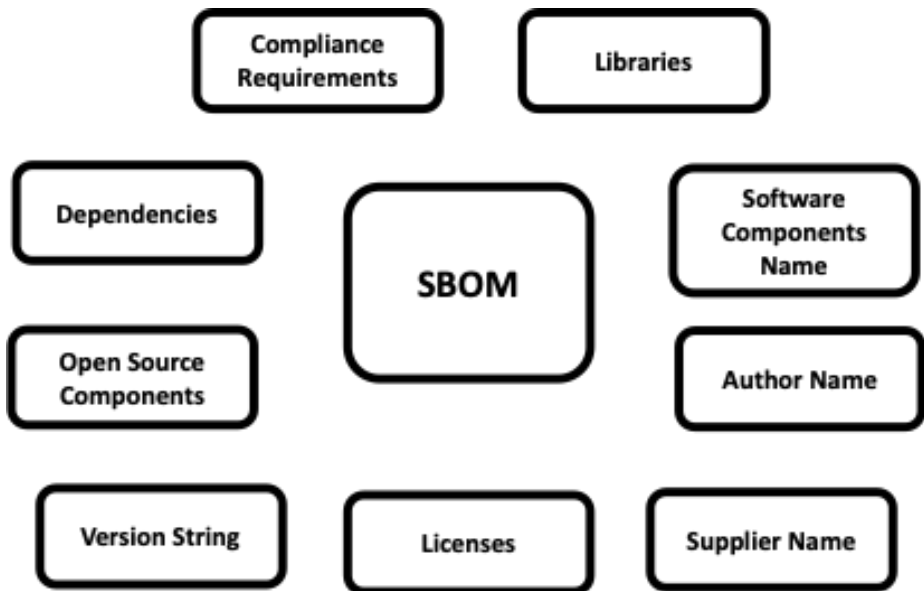 Compliance
Requirements
Libraries
Dependencies
SBOM
Software
Components
Name
Open Source
Components
Author Name
Version String
Licenses
Supplier Name